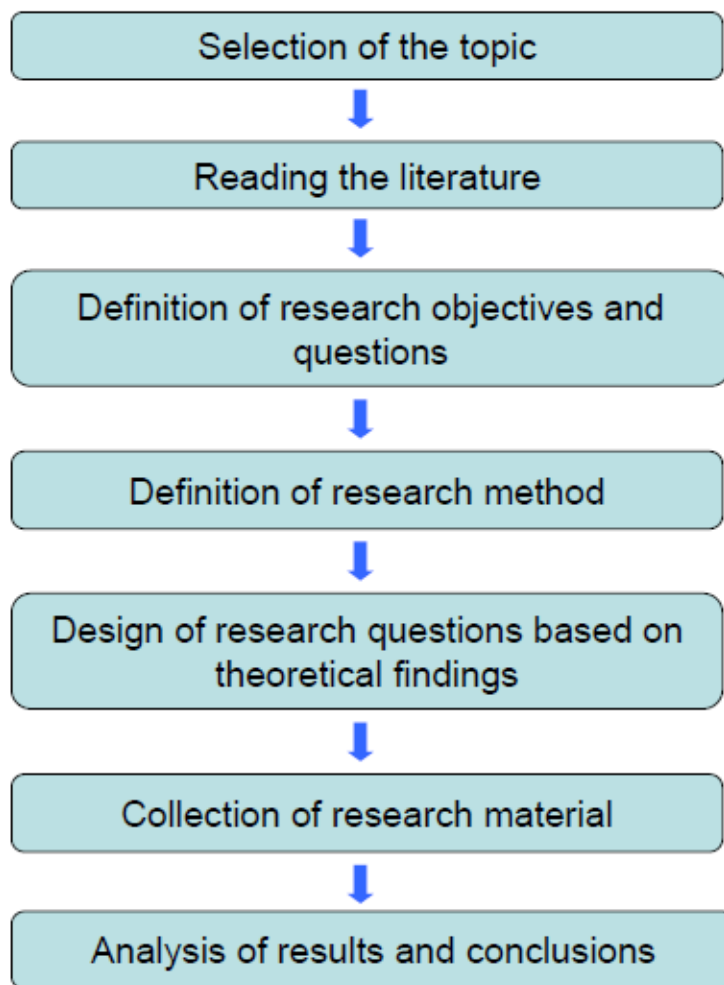 Selection of the topic
Reading the literature
Definition of research objectives and
questions
Definition of research method
Design of research questions based on
theoretical findings
Collection of research material
Analysis of results and conclusions